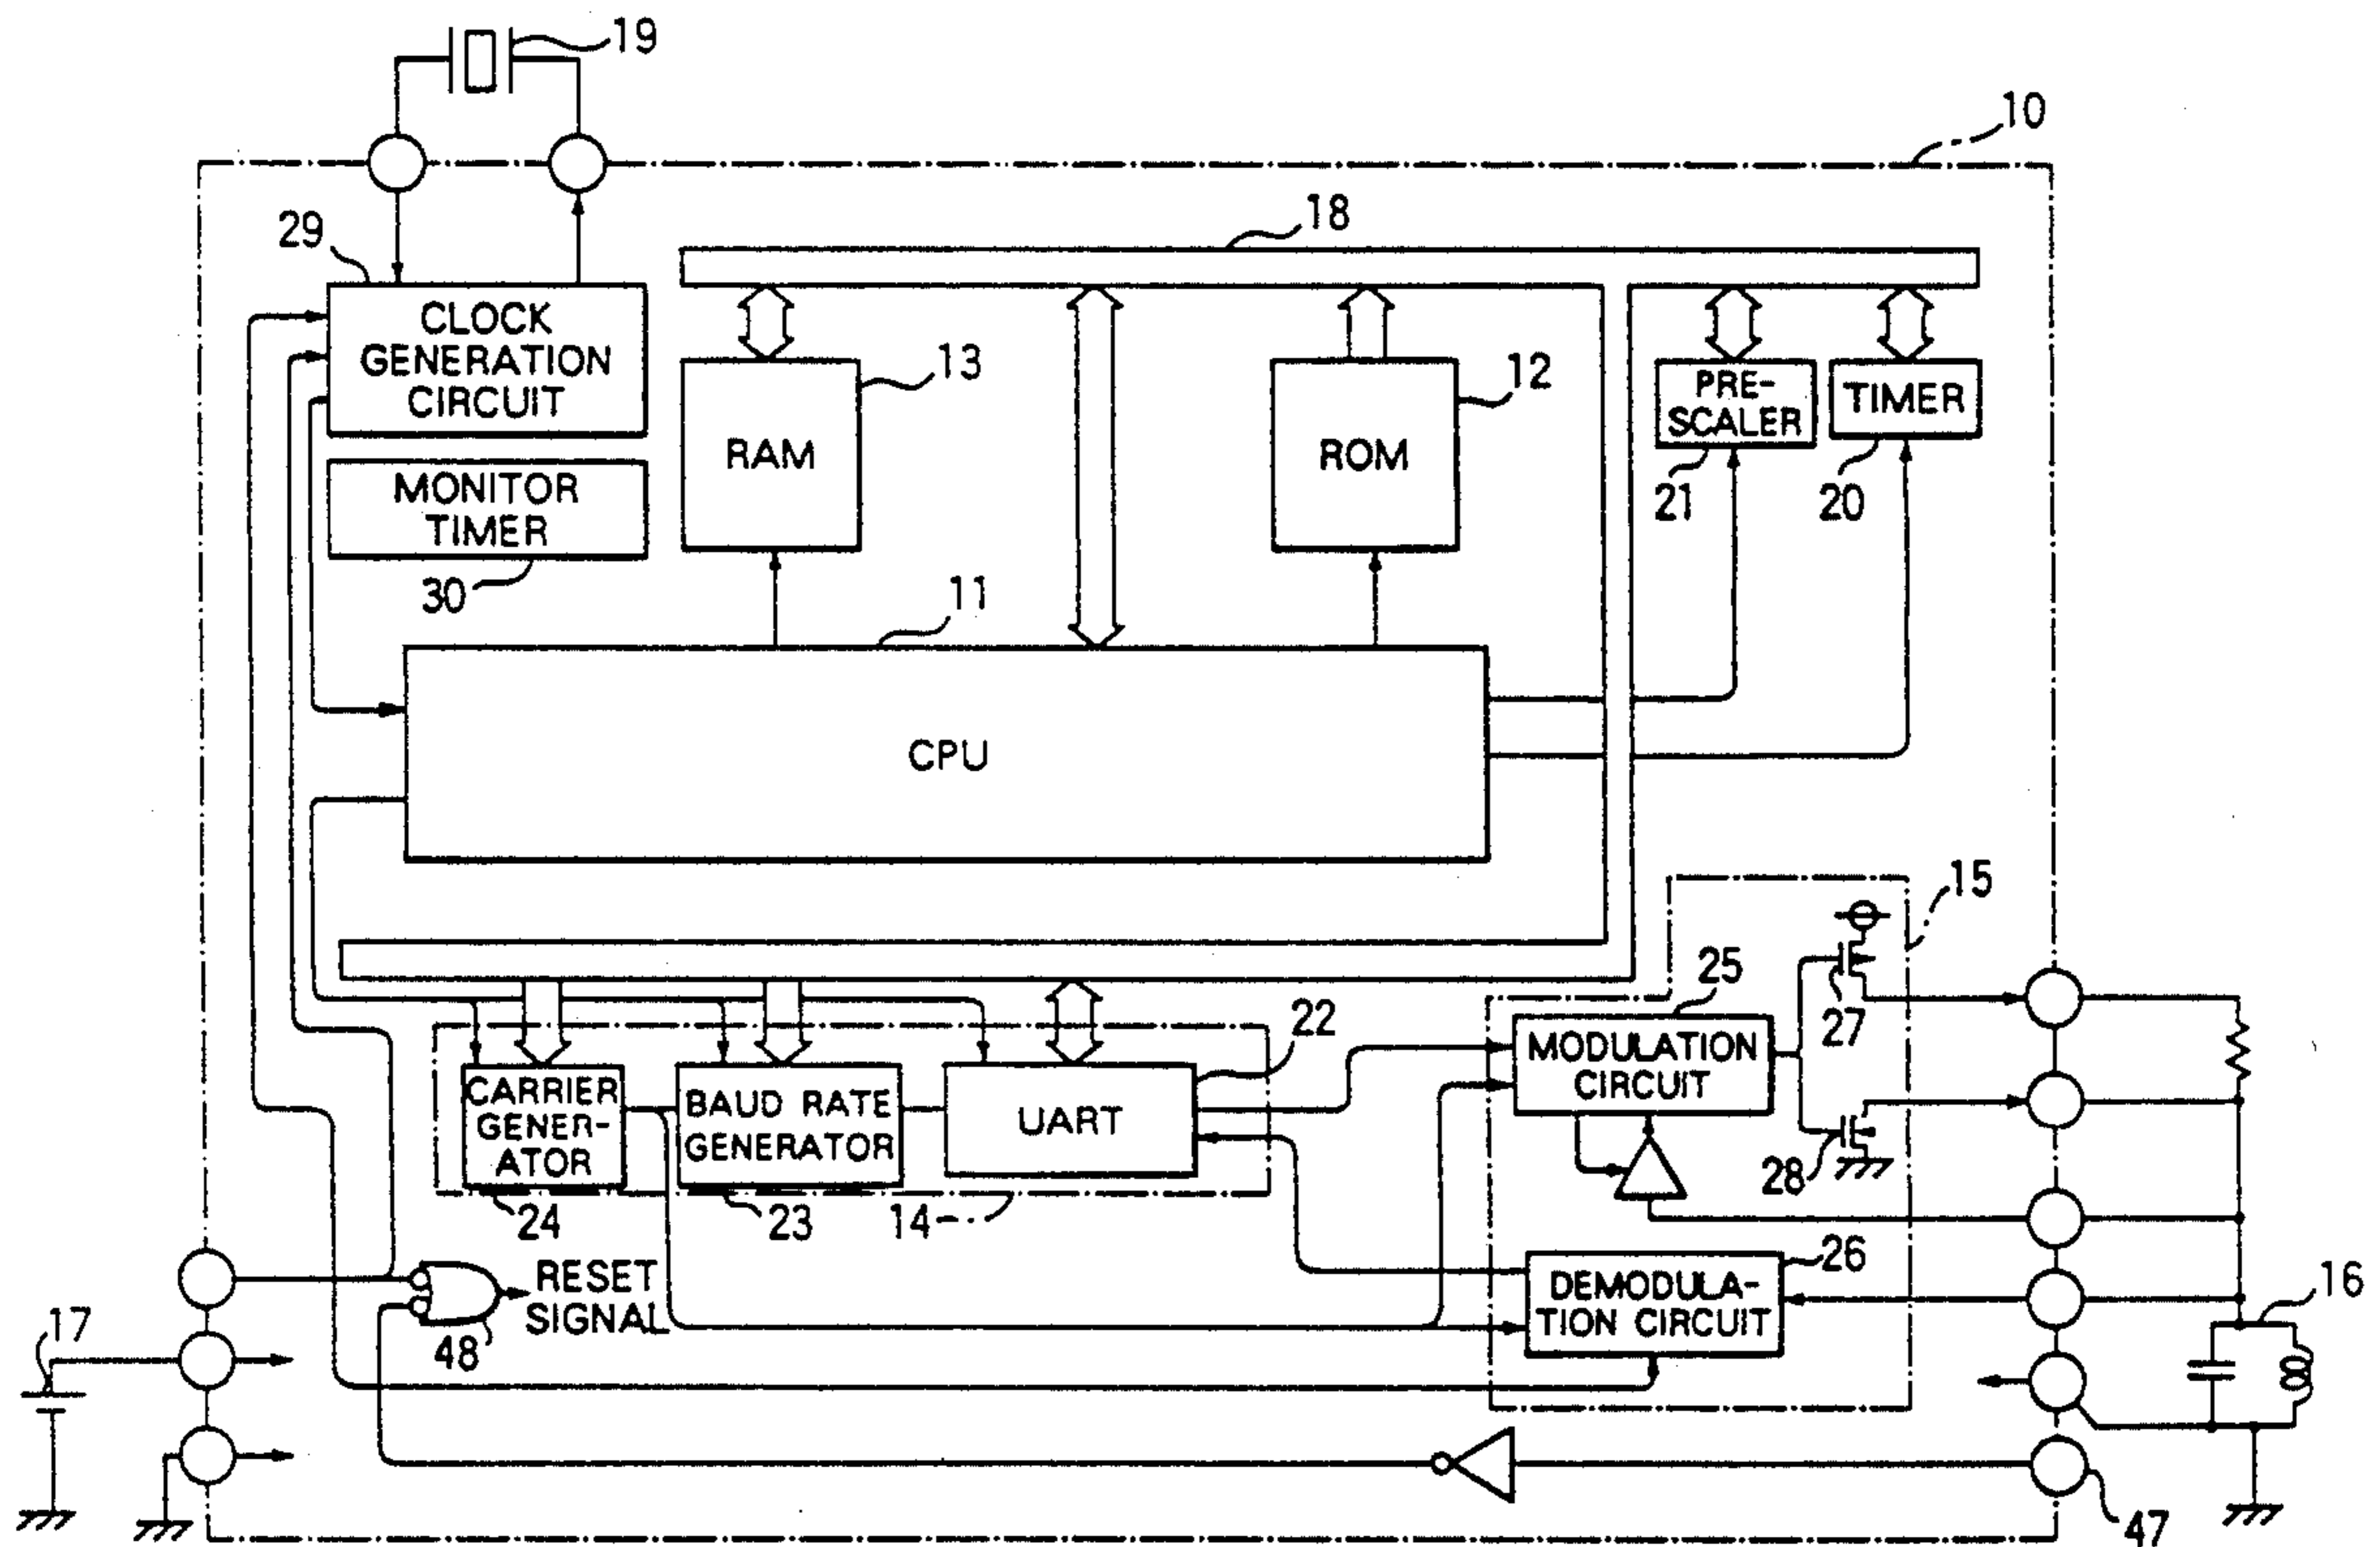 19
10
29
18
CLOCK
GENERATION
CIRCUIT
13
12
PRE-
SCALER
TIMER
RAM
ROM
21
20
MONITOR
TIMER
30
11
CPU
15
25
27
22
MODULATION
CIRCUIT
CARRIER
GENER-
ATOR
BAUD RATE
GENERATOR
UART
28
24
23
14
26
RESET
SIGNAL
DEMODULA-
TION CIRCUIT
16
17
48
47